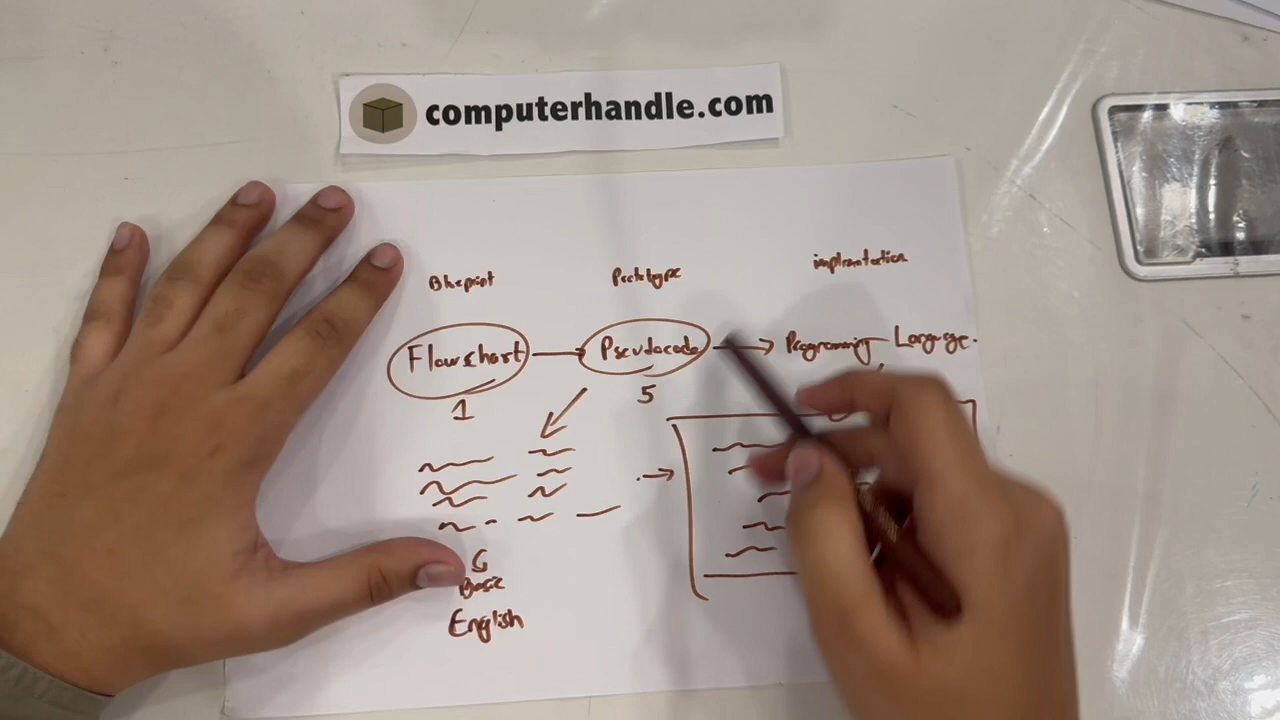 computerhandle.com
Blueprint Prototype implementation
Flowchart Pseudocode Programming Language.
1 5
Basic
English